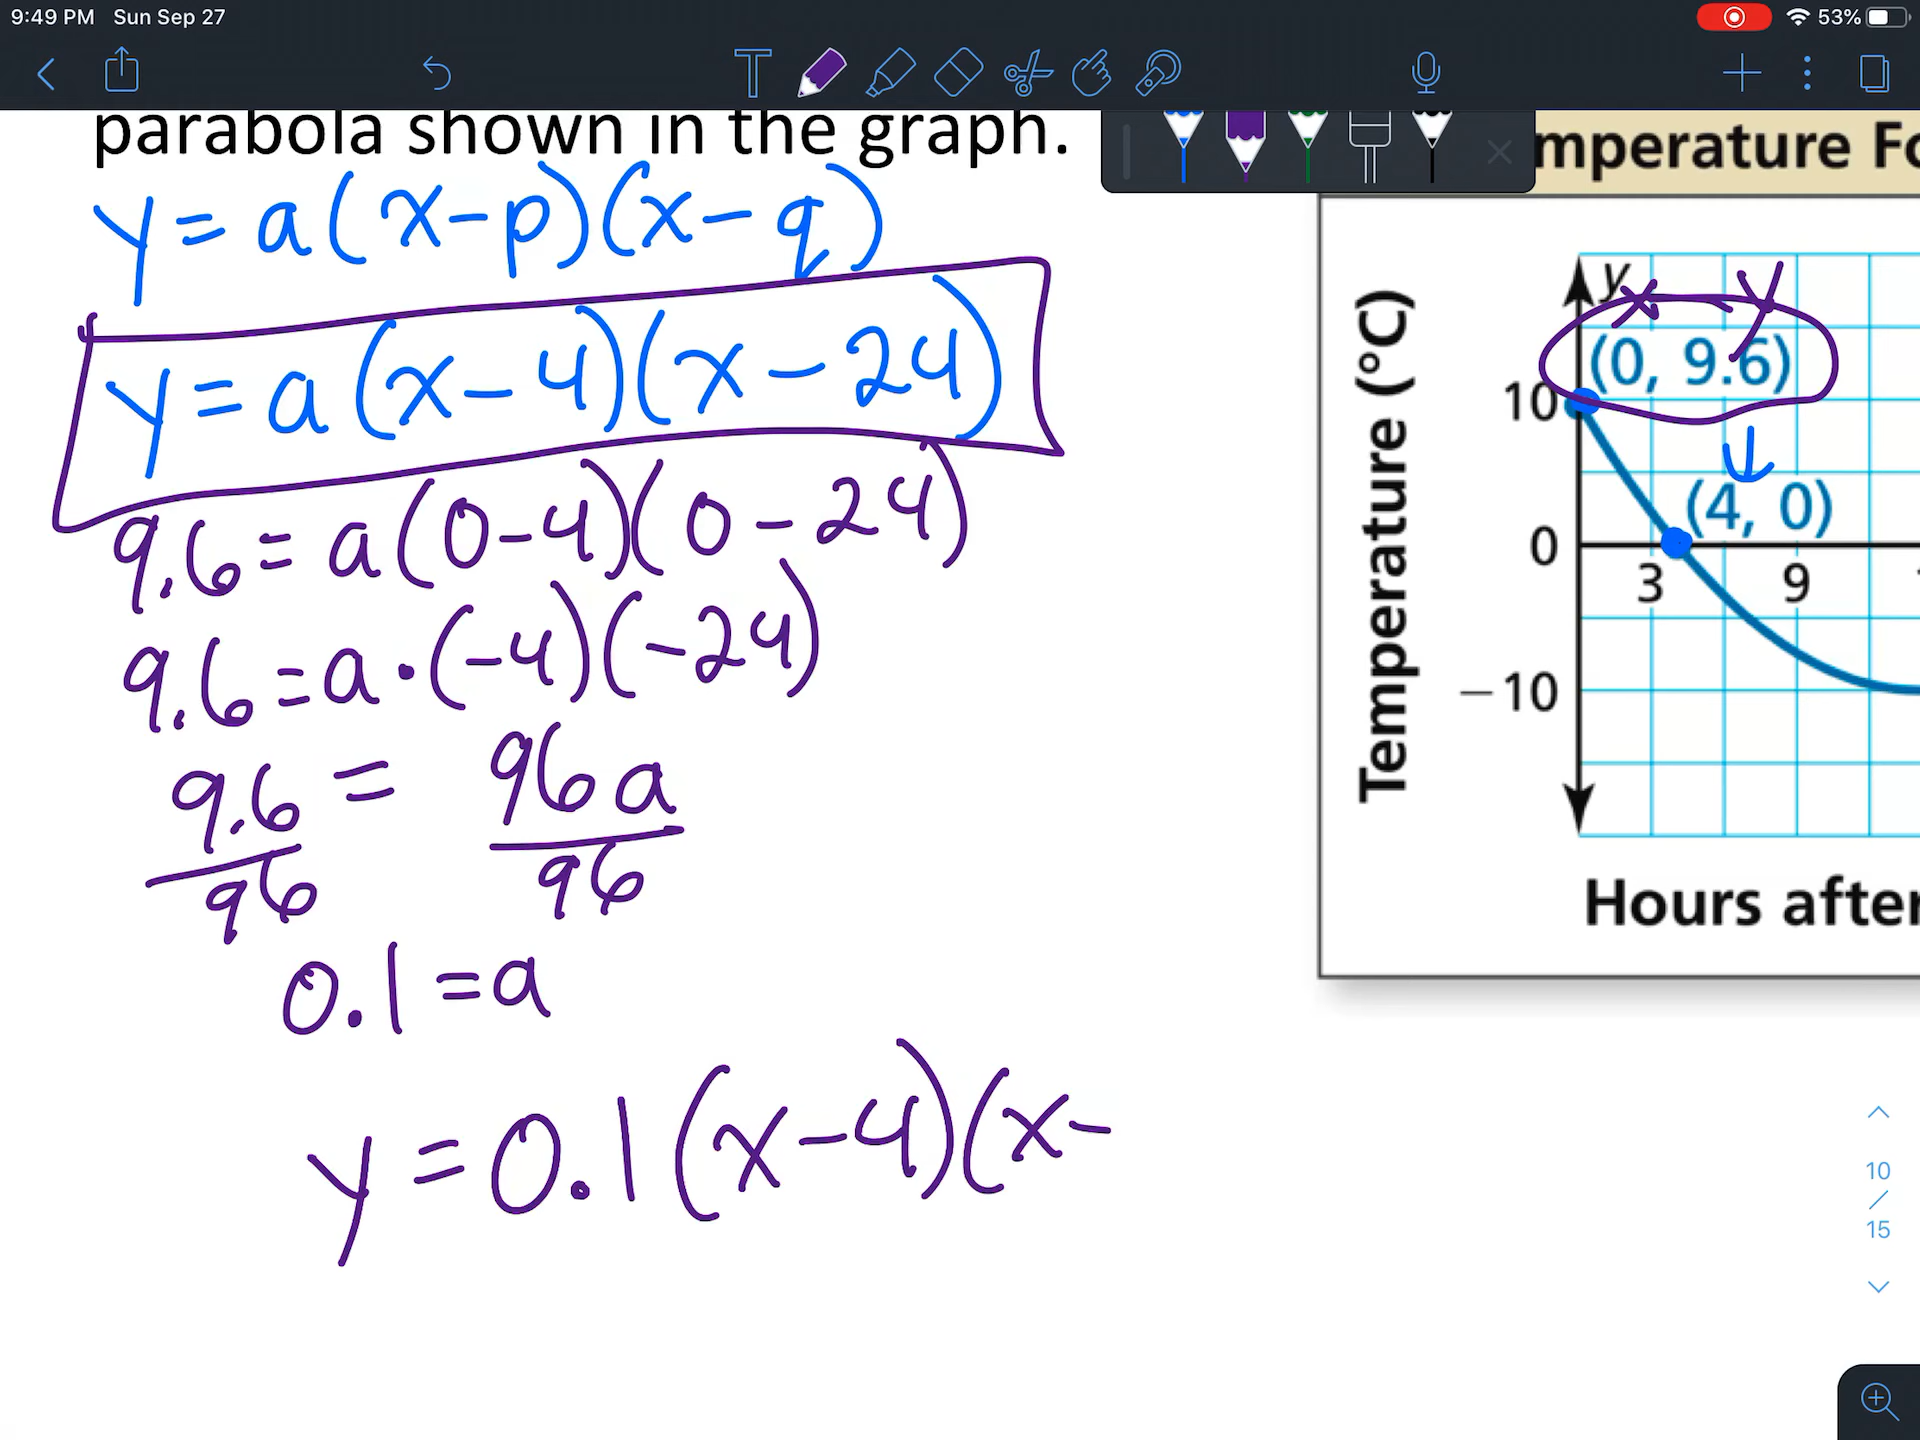 9:49 PM Sun Sep 27
53%
parabola shown in the graph.
y = a(x-p)(x-q)
y = a(x-4)(x-24)
9.6 = a(0-4)(0-24)
9.6 = a·(-4)(-24)
9.6 = 96a
96 96
0.1 = a
y = 0.1(x-4)(x-
mperature Fo
y
x y
(0, 9.6)
10
(4, 0)
0
3 9
-10
Temperature (°C)
Hours after
10
/
15